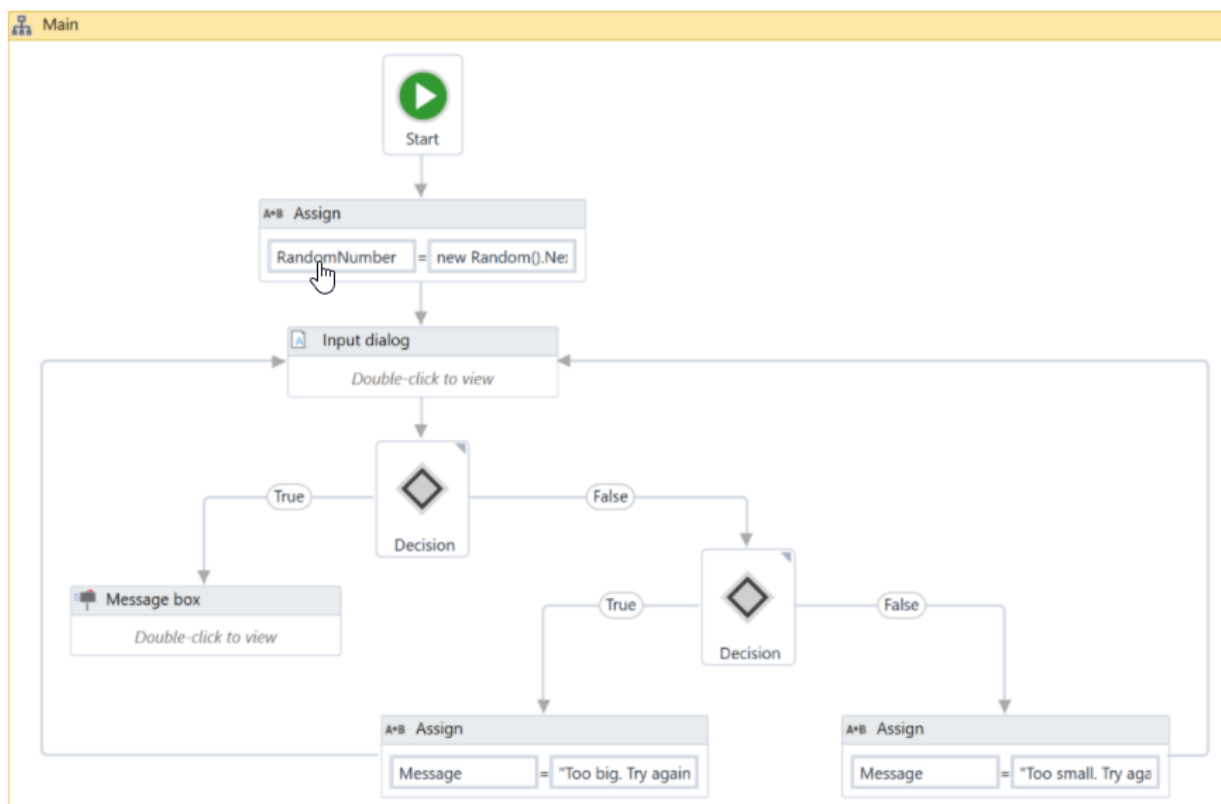 Main
Start
A+B Assign
RandomNumber = new Random().Nex
Input dialog
Double-click to view
True
False
Decision
Message box
Double-click to view
True
False
Decision
A+B Assign
Message = "Too big. Try again
A+B Assign
Message = "Too small. Try aga